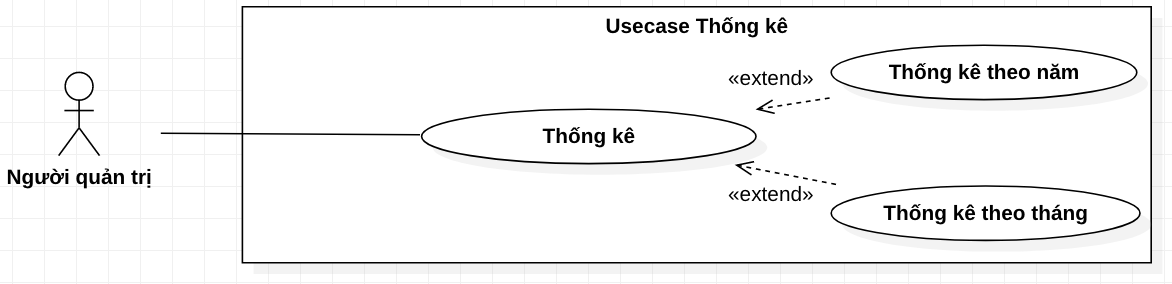 Usecase Thống kê
Thống kê theo năm
«extend»
Thống kê
Người quản trị
«extend»
Thống kê theo tháng